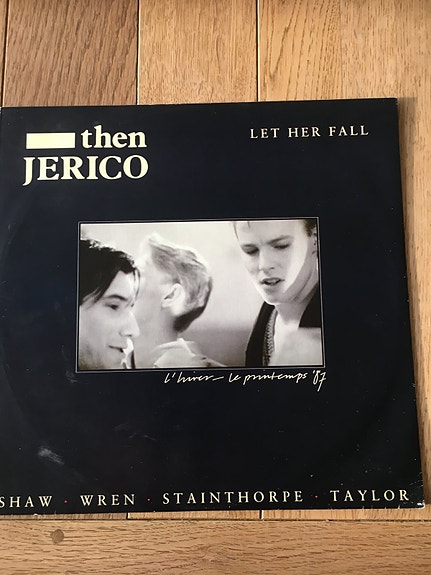 then
JERICO
LET HER FALL
l'hiver – le printemps '87
SHAW · WREN · STAINTHORPE · TAYLOR